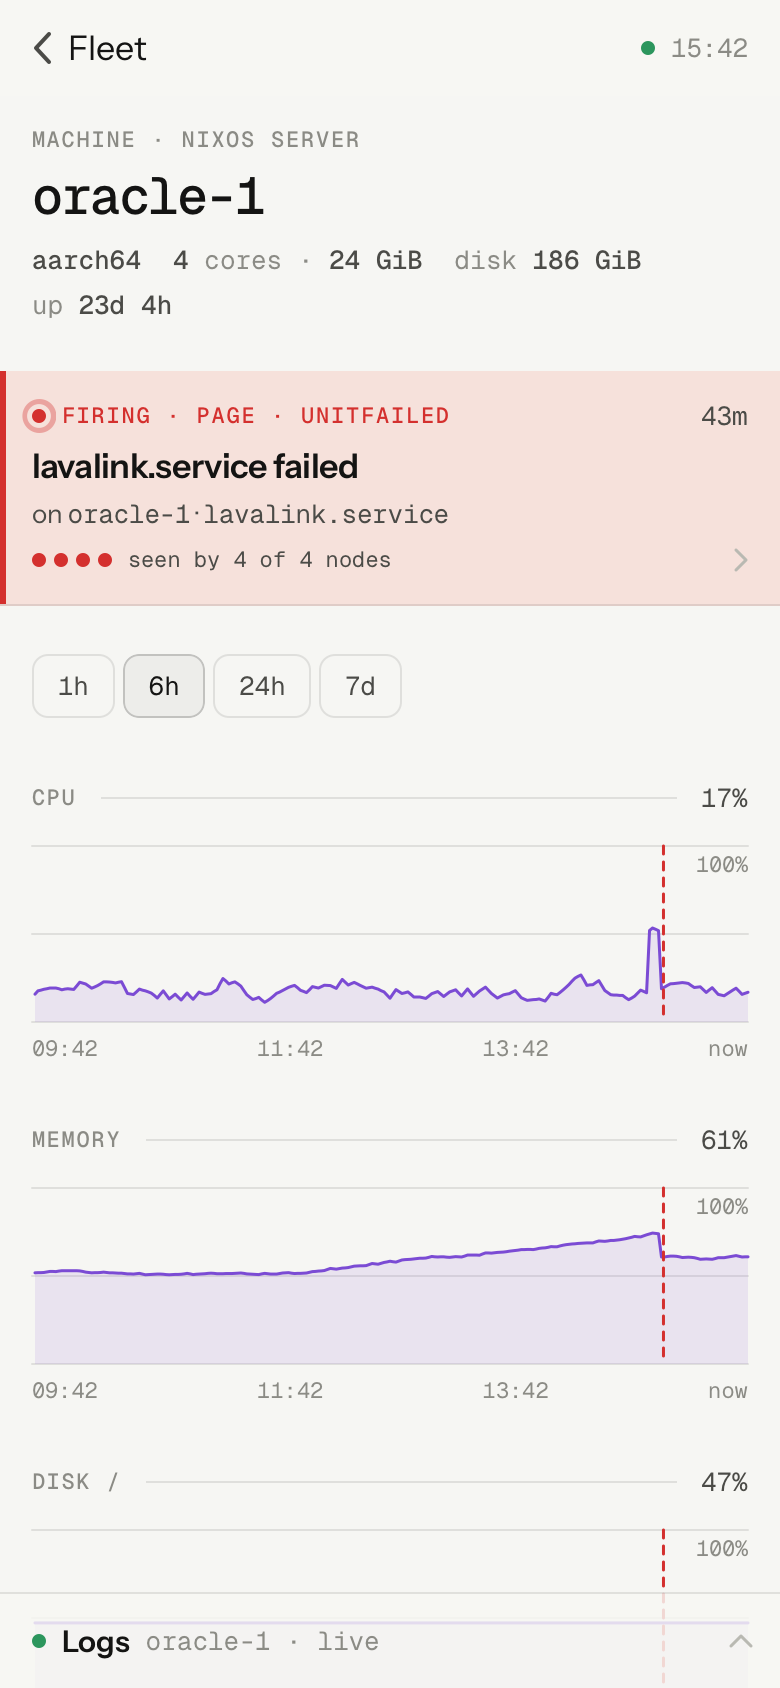 Fleet 15:42
MACHINE · NIXOS SERVER
oracle-1
aarch64 4 cores · 24 GiB disk 186 GiB
up 23d 4h
FIRING · PAGE · UNITFAILED 43m
lavalink.service failed
on oracle-1·lavalink.service
seen by 4 of 4 nodes
1h 6h 24h 7d
CPU 17%
100%
09:42 11:42 13:42 now
MEMORY 61%
100%
09:42 11:42 13:42 now
DISK / 47%
100%
Logs oracle-1 · live